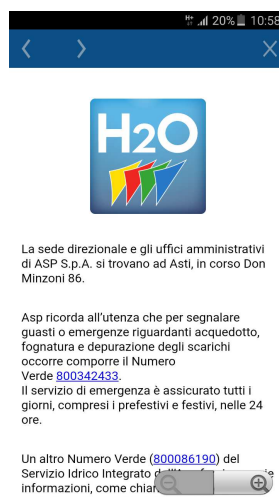 H+ 20% 10:58
H2O
La sede direzionale e gli uffici amministrativi
di ASP S.p.A. si trovano ad Asti, in corso Don
Minzoni 86.
Asp ricorda all'utenza che per segnalare
guasti o emergenze riguardanti acquedotto,
fognatura e depurazione degli scarichi
occorre comporre il Numero
Verde 800342433.
Il servizio di emergenza è assicurato tutti i
giorni, compresi i prefestivi e festivi, nelle 24
ore.
Un altro Numero Verde (800086190) del
Servizio Idrico Integrato
informazioni, come